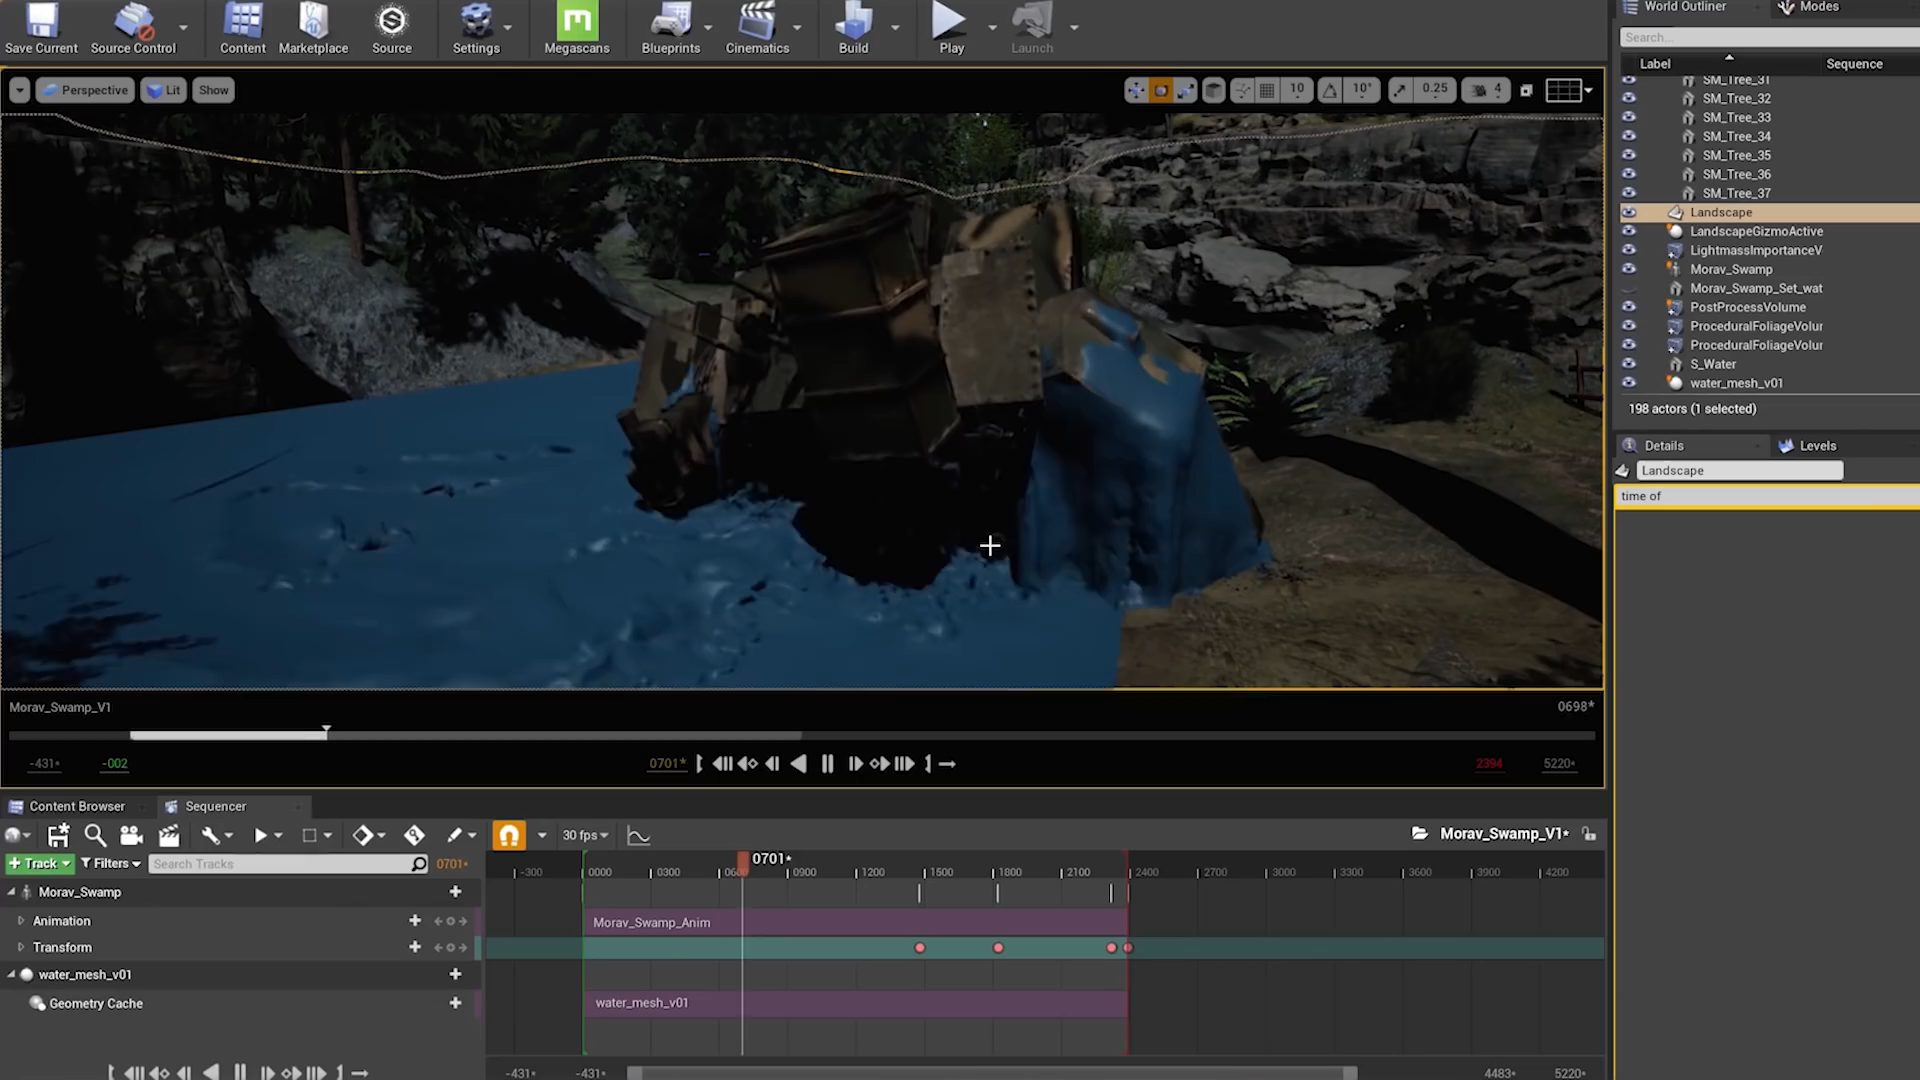 World Outliner
Modes
Save Current
Source Control
Content
Marketplace
Source
Settings
Megascans
Blueprints
Cinematics
Build
Play
Launch
Search...
Label
Sequence
Perspective
Lit
Show
10
10°
0.25
4
SM_Tree_31
SM_Tree_32
SM_Tree_33
SM_Tree_34
SM_Tree_35
SM_Tree_36
SM_Tree_37
Landscape
LandscapeGizmoActive
LightmassImportanceV
Morav_Swamp
Morav_Swamp_Set_wat
PostProcessVolume
ProceduralFoliageVolur
ProceduralFoliageVolur
S_Water
water_mesh_v01
198 actors (1 selected)
Details
Levels
Landscape
time of
Morav_Swamp_V1
0698*
-431*
-002
0701*
2394
5220*
Content Browser
Sequencer
30 fps
Morav_Swamp_V1*
+ Track
Filters
Search Tracks
0701*
0701*
-300
0000
0300
0600
0900
1200
1500
1800
2100
2400
2700
3000
3300
3600
3900
4200
Morav_Swamp
Animation
Morav_Swamp_Anim
Transform
water_mesh_v01
Geometry Cache
water_mesh_v01
-431*
-431*
4483*
5220*